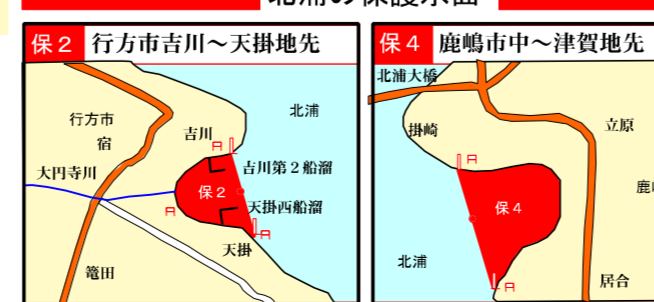 北浦の保護水面
保2 行方市吉川～天掛地先
北浦
行方市
宿
吉川
大円寺川
吉川第2船溜
保2
天掛西船溜
天掛
篭田
保4 鹿嶋市中～津賀地先
北浦大橋
掛崎
立原
保4
北浦
居合